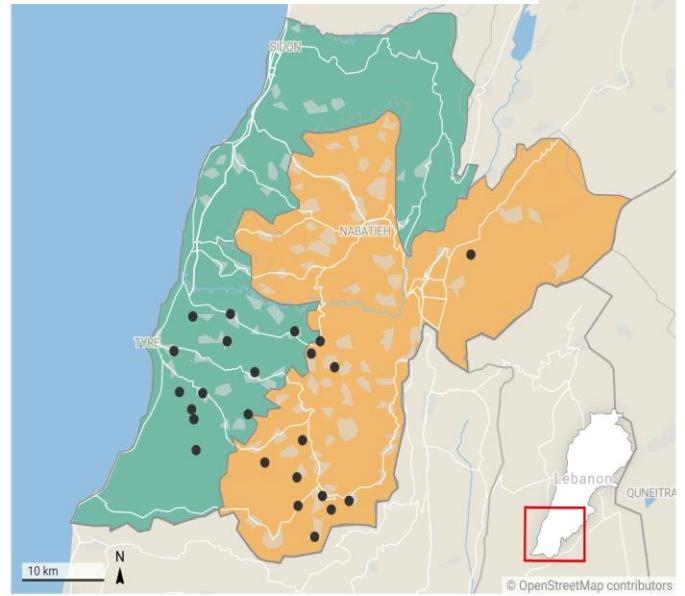 SIDON
NABATIEH
TYRE
Lebanon
QUNEITRA
10 km
N
© OpenStreetMap contributors